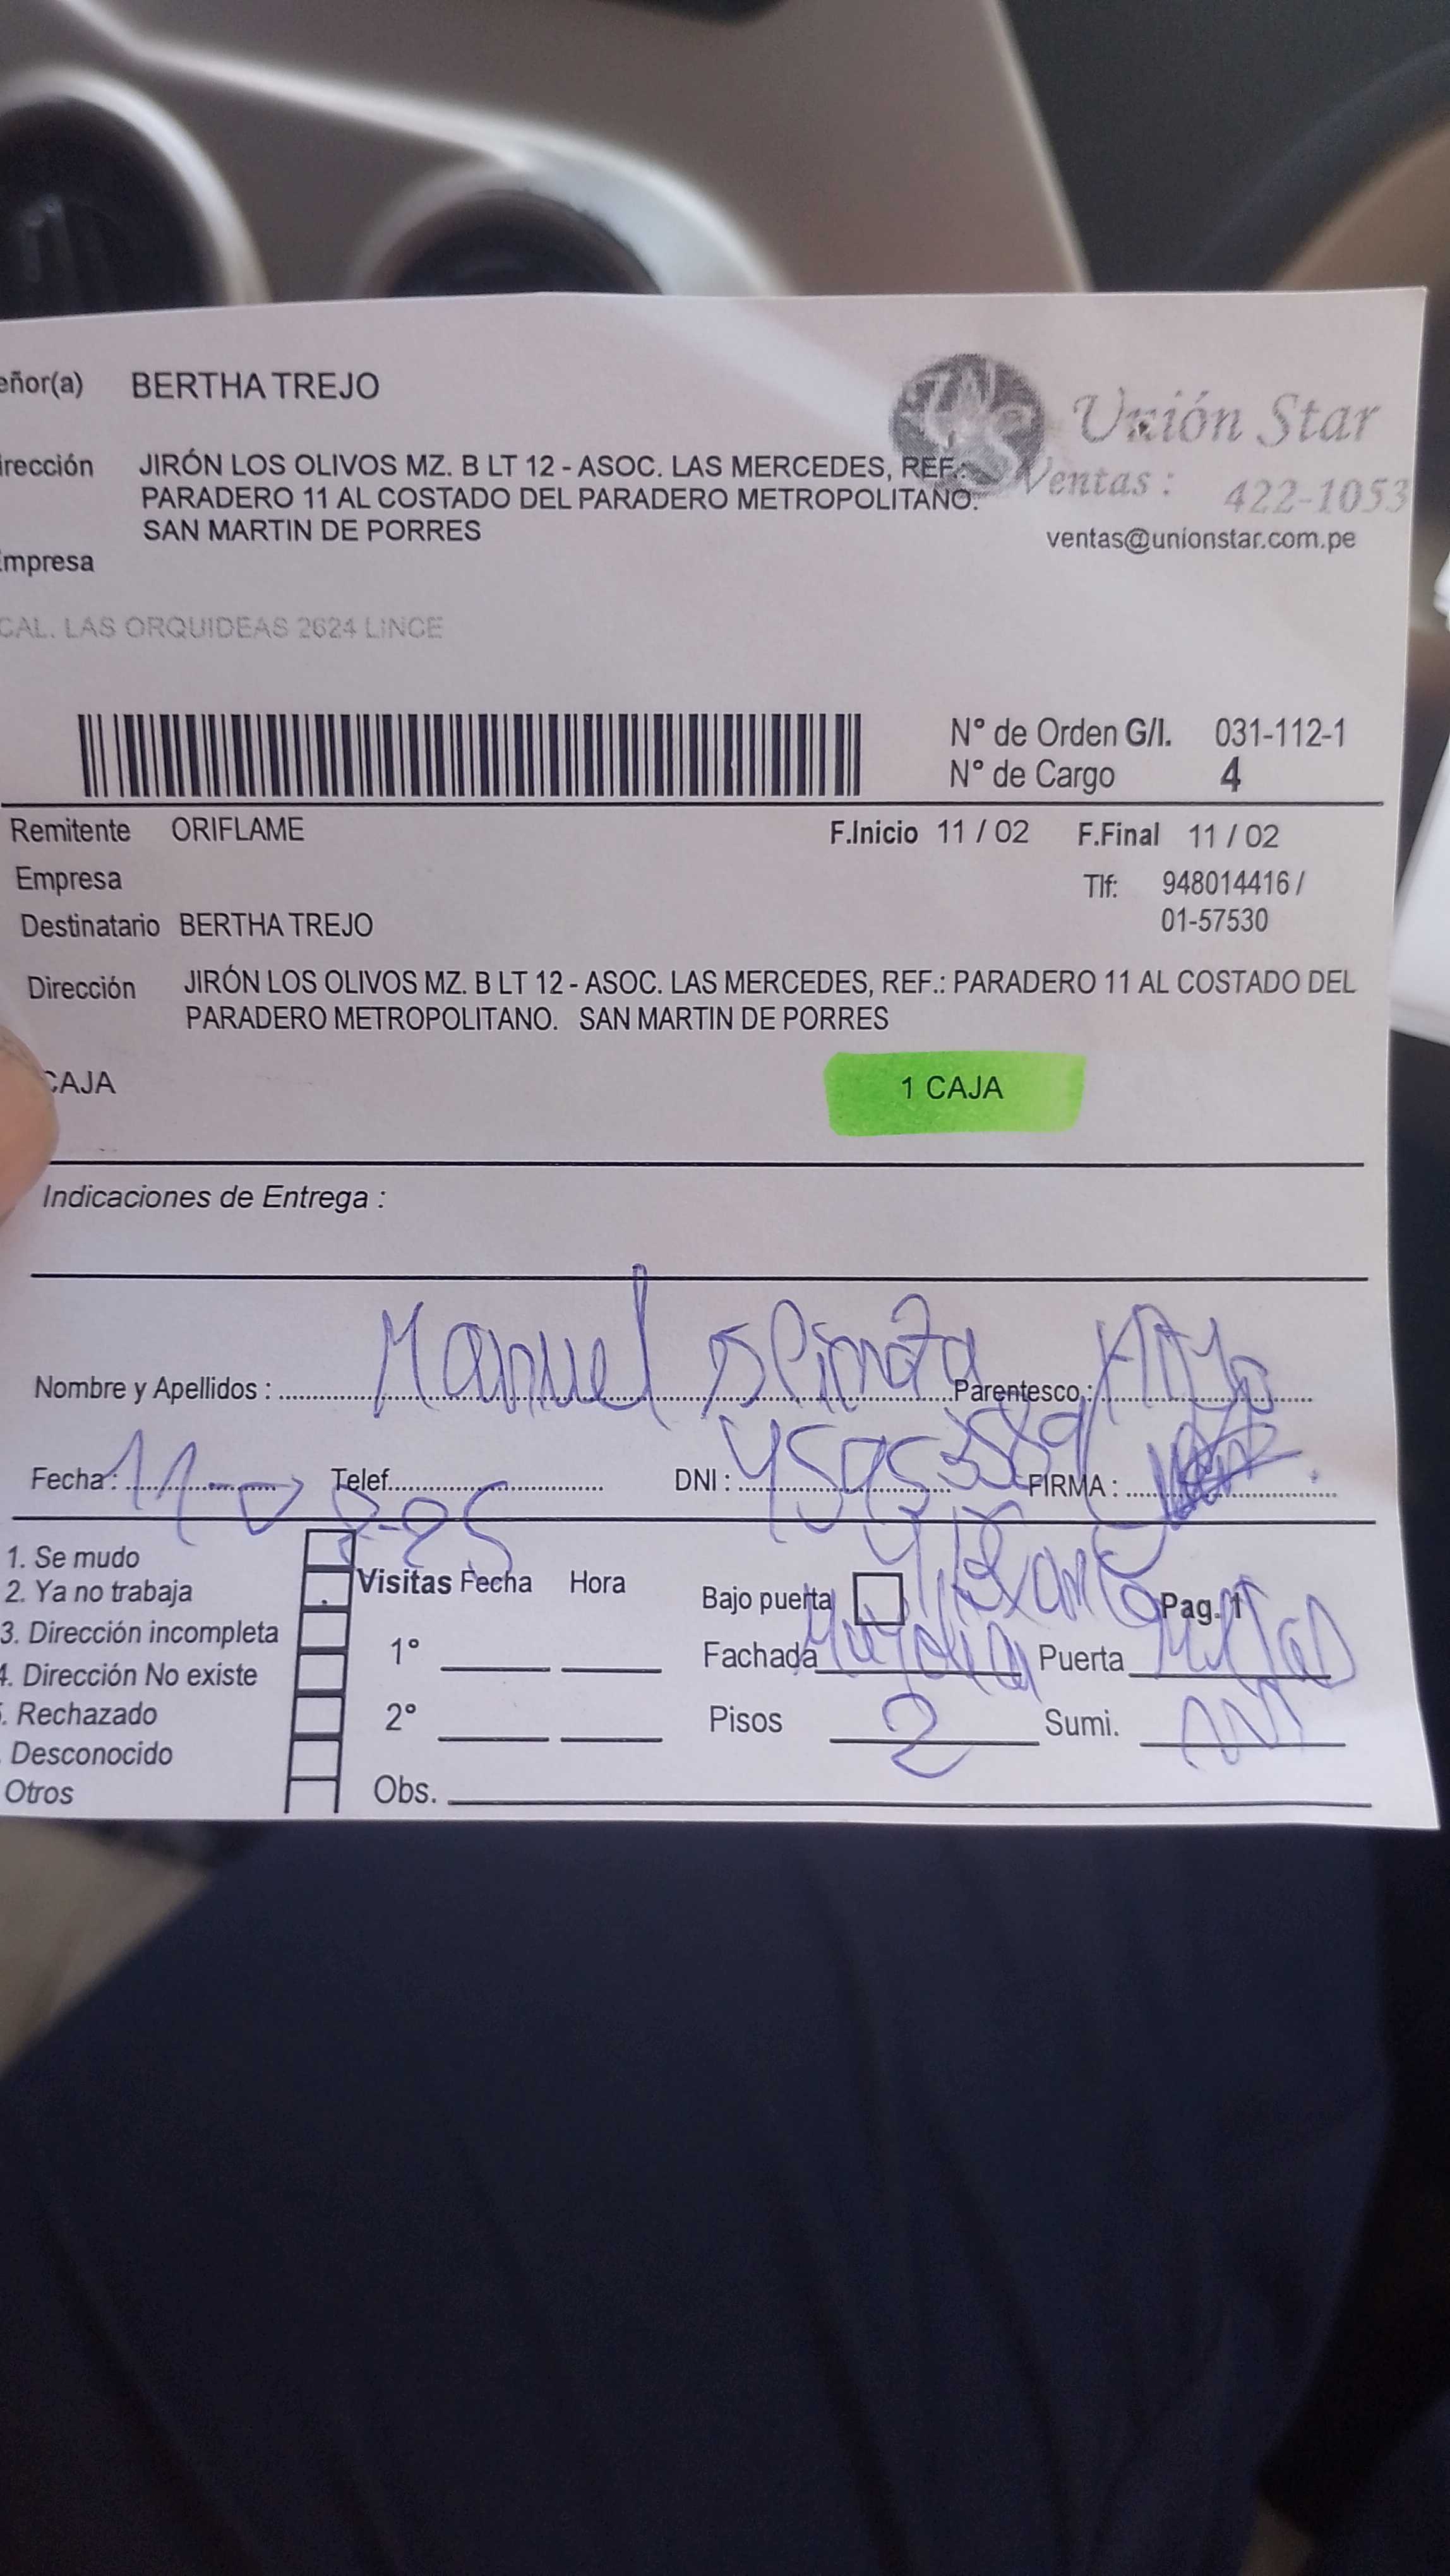 eñor(a) BERTHA TREJO
irección JIRÓN LOS OLIVOS MZ. B LT 12 - ASOC. LAS MERCEDES, REF.:
PARADERO 11 AL COSTADO DEL PARADERO METROPOLITANO.
SAN MARTIN DE PORRES
Empresa
Unión Star
Ventas : 422-1053
ventas@unionstar.com.pe
CAL. LAS ORQUIDEAS 2624 LINCE
N° de Orden G/I. 031-112-1
N° de Cargo 4
Remitente ORIFLAME F.Inicio 11 / 02 F.Final 11 / 02
Empresa Tlf: 948014416 /
01-57530
Destinatario BERTHA TREJO
Dirección JIRÓN LOS OLIVOS MZ. B LT 12 - ASOC. LAS MERCEDES, REF.: PARADERO 11 AL COSTADO DEL
PARADERO METROPOLITANO. SAN MARTIN DE PORRES
CAJA 1 CAJA
Indicaciones de Entrega :
Nombre y Apellidos : Manuel Parentesco :
Fecha : Telef. DNI : FIRMA :
1. Se mudo
2. Ya no trabaja
3. Dirección incompleta
4. Dirección No existe
. Rechazado
. Desconocido
Otros
Visitas Fecha Hora
1°
2°
Obs.
Bajo puerta Pag. 1
Fachada Puerta
Pisos 2 Sumi.